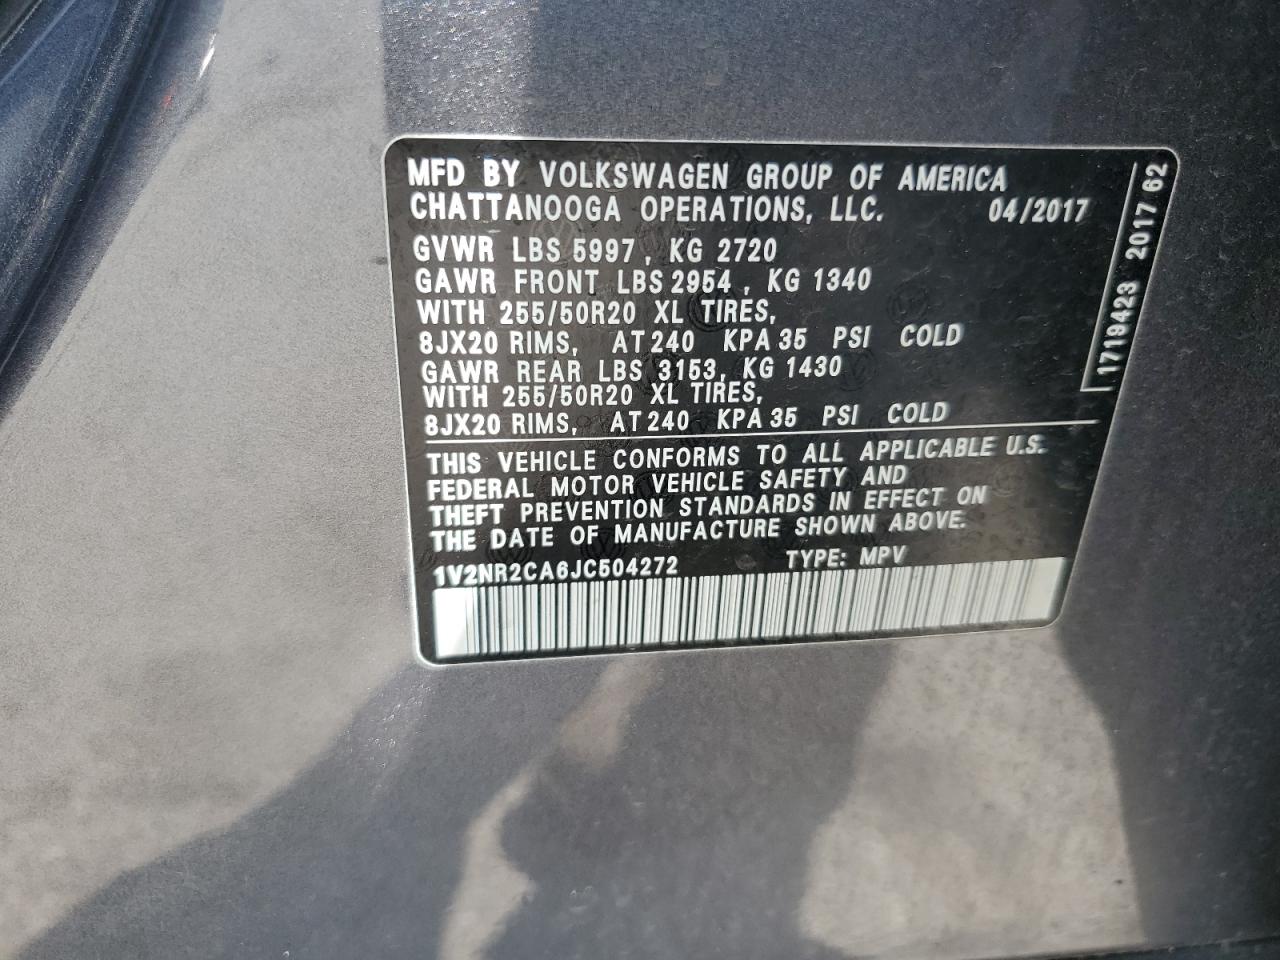 MFD BY VOLKSWAGEN GROUP OF AMERICA
CHATTANOOGA OPERATIONS, LLC. 04/2017
GVWR LBS 5997, KG 2720
GAWR FRONT LBS 2954, KG 1340
WITH 255/50R20 XL TIRES,
8JX20 RIMS, AT 240 KPA 35 PSI COLD
GAWR REAR LBS 3153, KG 1430
WITH 255/50R20 XL TIRES,
8JX20 RIMS, AT 240 KPA 35 PSI COLD
THIS VEHICLE CONFORMS TO ALL APPLICABLE U.S.
FEDERAL MOTOR VEHICLE SAFETY AND
THEFT PREVENTION STANDARDS IN EFFECT ON
THE DATE OF MANUFACTURE SHOWN ABOVE.
1V2NR2CA6JC504272 TYPE: MPV
1719423 2017 62